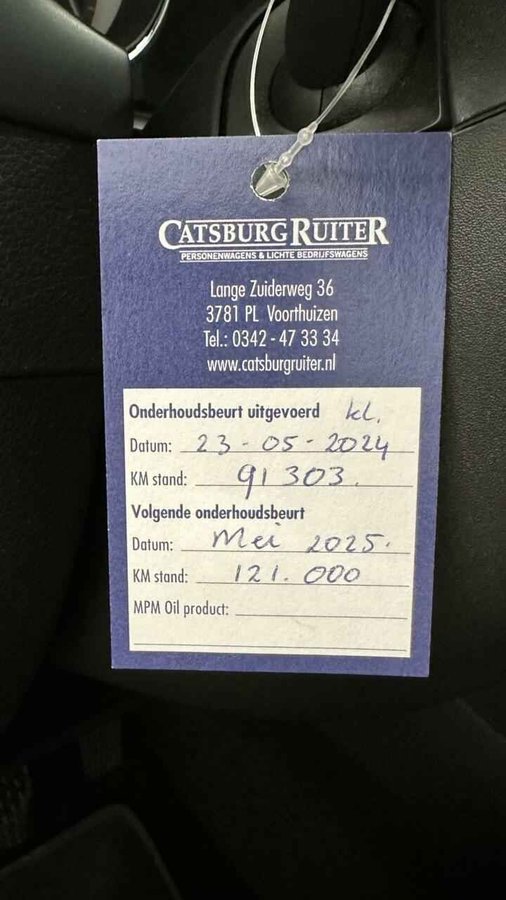 CATSBURG RUITER
PERSONENWAGENS & LICHTE BEDRIJFSWAGENS
Lange Zuiderweg 36
3781 PL Voorthuizen
Tel.: 0342 - 47 33 34
www.catsburgruiter.nl
Onderhoudsbeurt uitgevoerd kl.
Datum: 23-05-2024
KM stand: 91303.
Volgende onderhoudsbeurt
Datum: Mei 2025.
KM stand: 121.000
MPM Oil product: